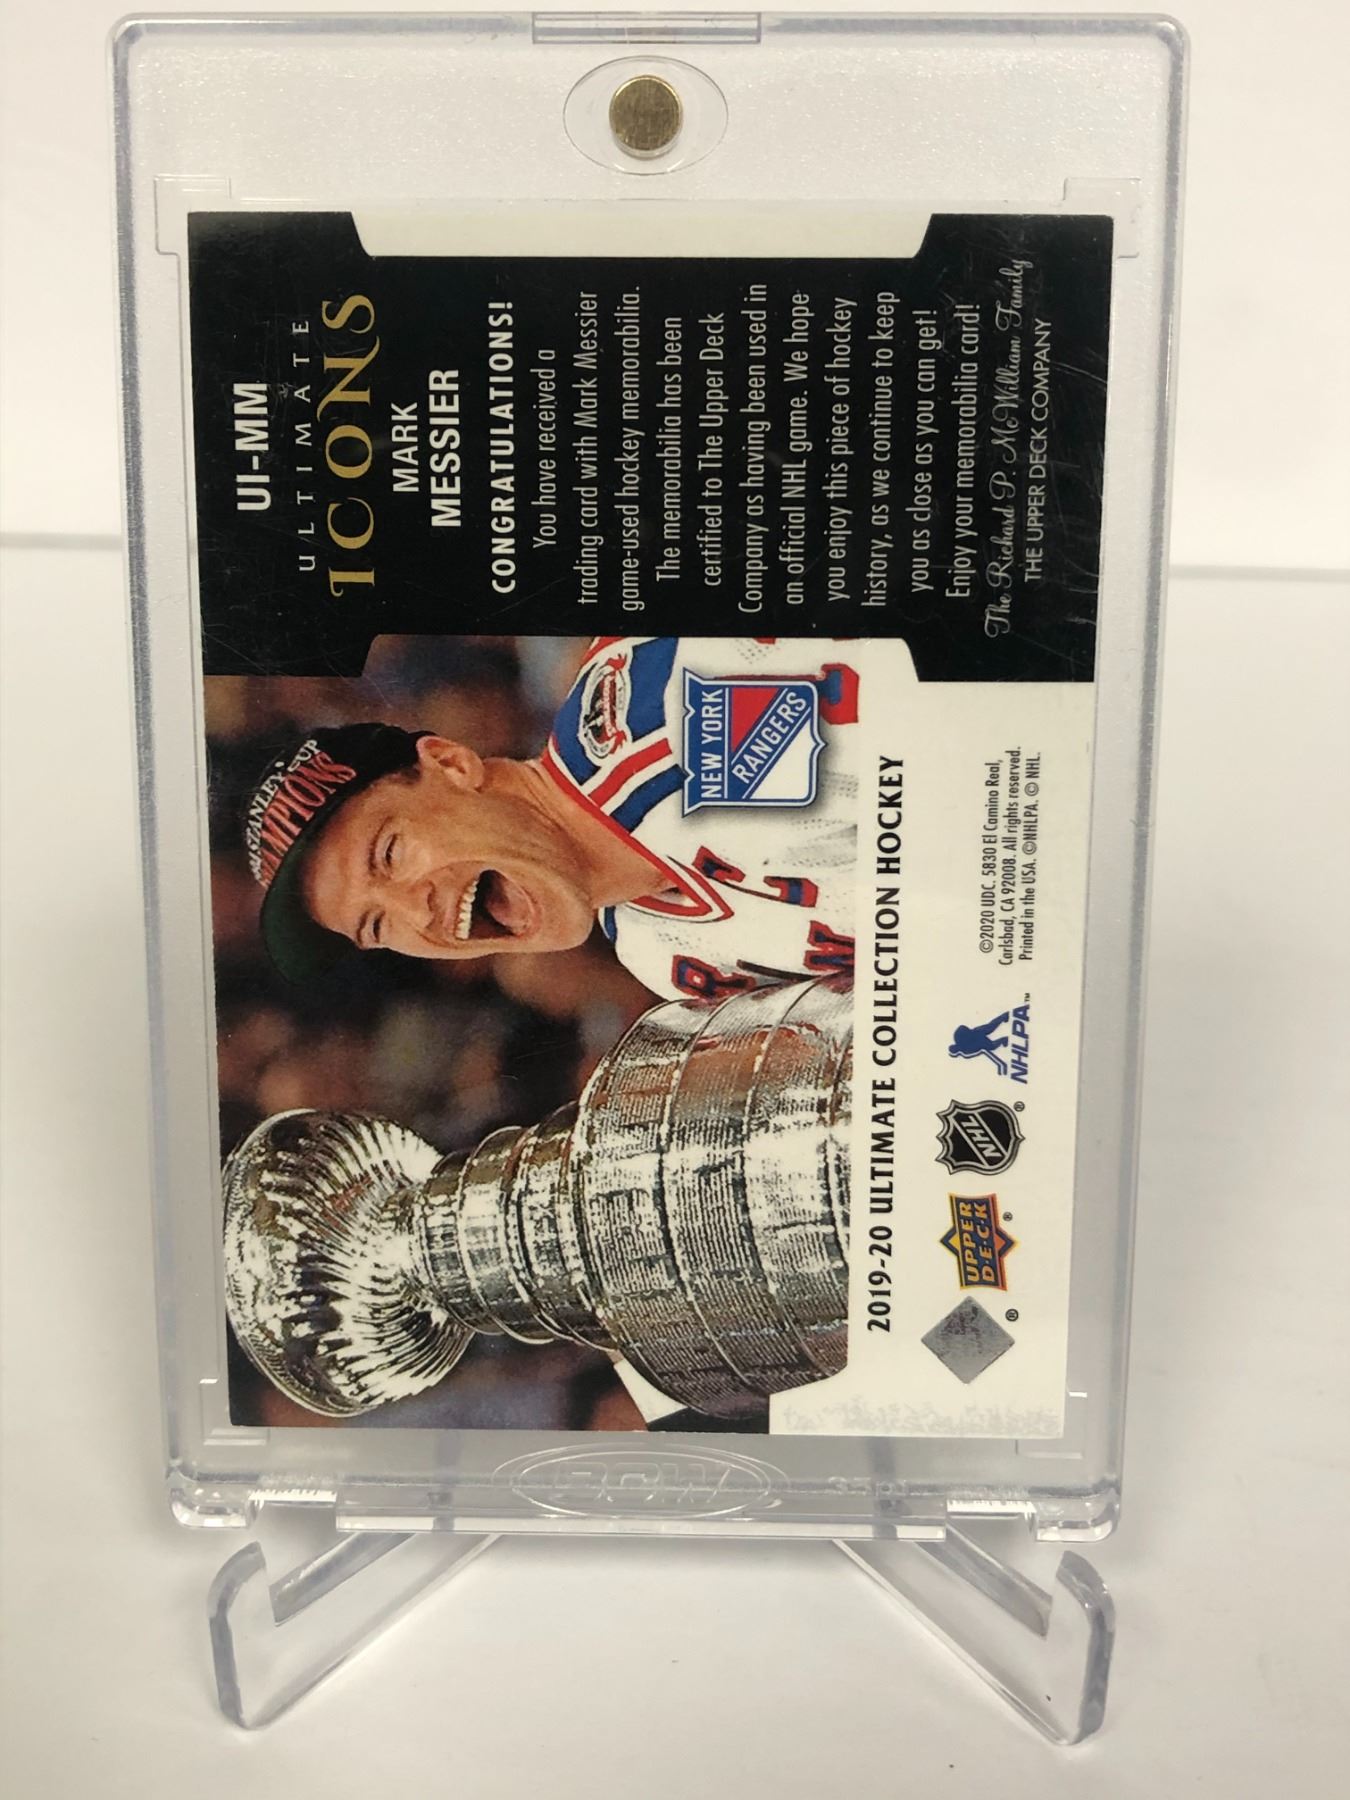 UI-MM
ULTIMATE
ICONS
MARK
MESSIER
CONGRATULATIONS!
You have received a
trading card with Mark Messier
game-used hockey memorabilia.
The memorabilia has been
certified to The Upper Deck
Company as having been used in
an official NHL game. We hope
you enjoy this piece of hockey
history, as we continue to keep
you as close as you can get!
Enjoy your memorabilia card!
The Richard P. McWilliam Family
THE UPPER DECK COMPANY
STANLEY CUP
CHAMPIONS
C
R
N
NEW YORK
RANGERS
2019-20 ULTIMATE COLLECTION HOCKEY
UPPER
D·E·C·K
®
®
NHL
®
NHLPA™
©2020 UDC. 5830 El Camino Real,
Carlsbad, CA 92008. All rights reserved.
Printed in the USA. ©NHLPA. © NHL.
BCW
35pt